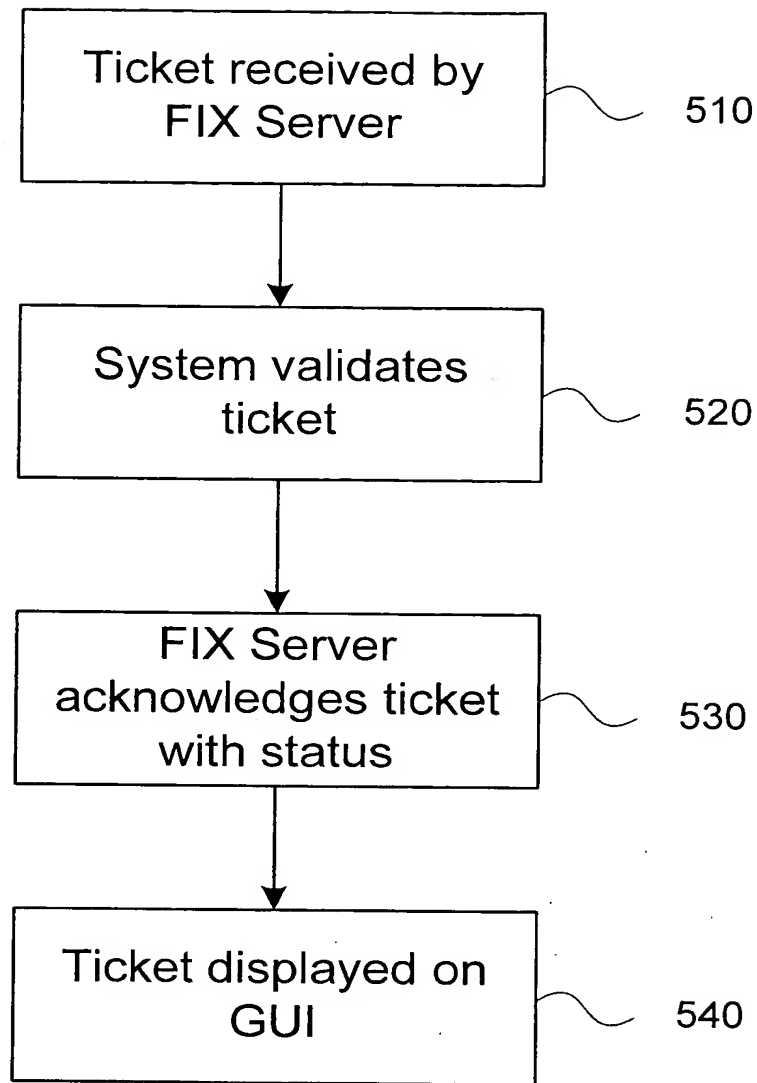 Ticket received by
FIX Server
510
System validates
ticket
520
FIX Server
acknowledges ticket
with status
530
Ticket displayed on
GUI
540